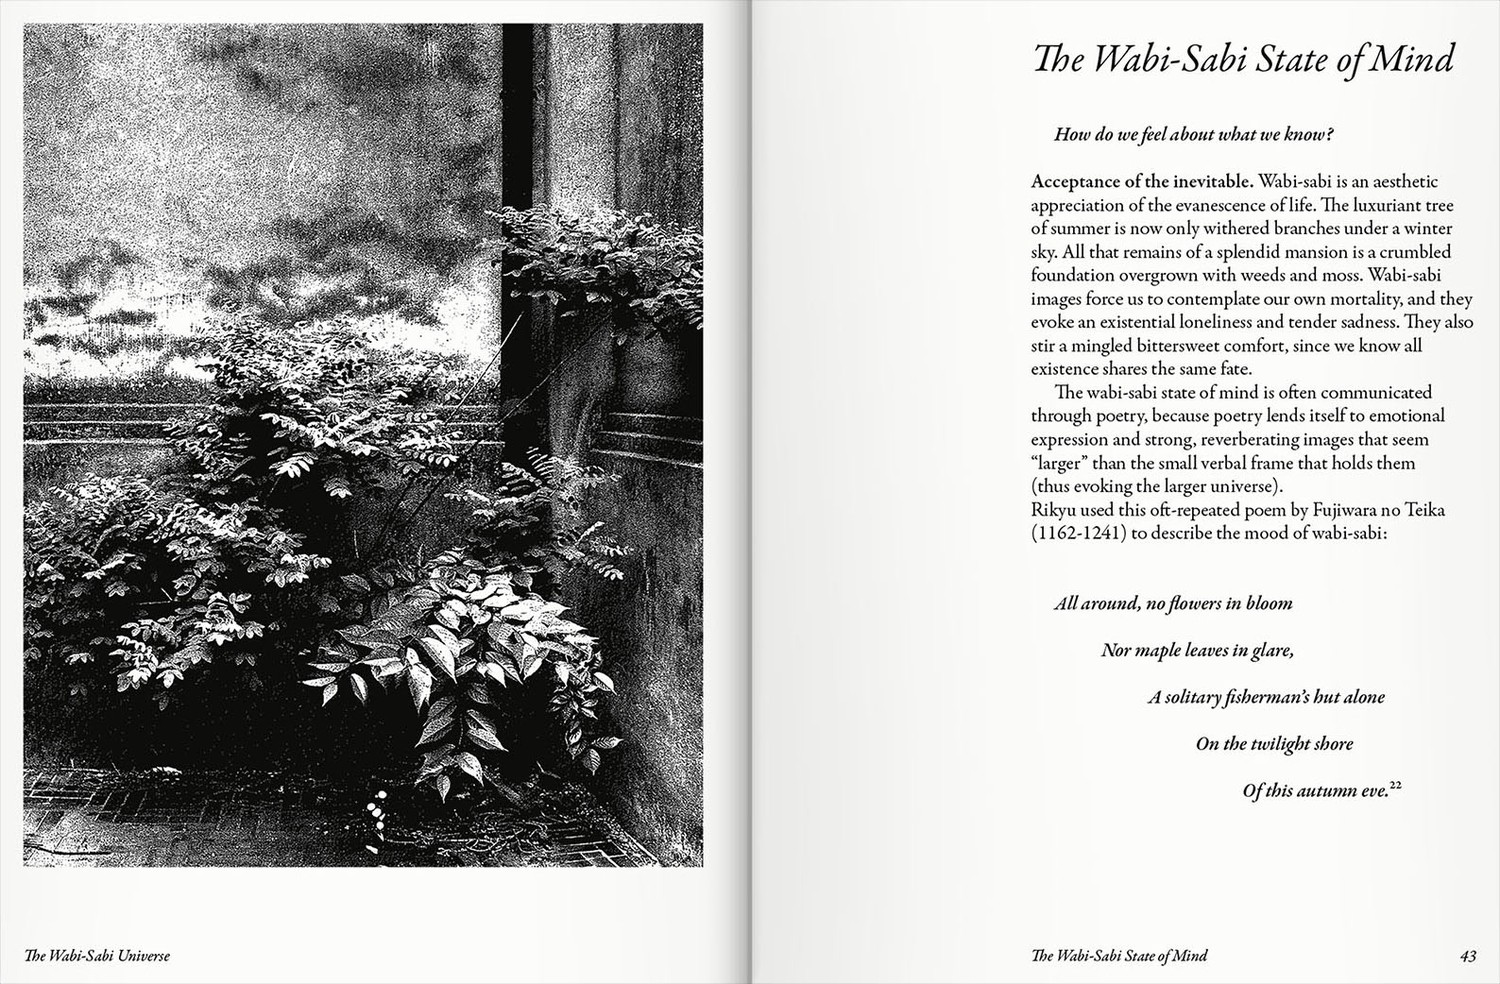 The Wabi-Sabi Universe
The Wabi-Sabi State of Mind
How do we feel about what we know?
Acceptance of the inevitable. Wabi-sabi is an aesthetic
appreciation of the evanescence of life. The luxuriant tree
of summer is now only withered branches under a winter
sky. All that remains of a splendid mansion is a crumbled
foundation overgrown with weeds and moss. Wabi-sabi
images force us to contemplate our own mortality, and they
evoke an existential loneliness and tender sadness. They also
stir a mingled bittersweet comfort, since we know all
existence shares the same fate.
The wabi-sabi state of mind is often communicated
through poetry, because poetry lends itself to emotional
expression and strong, reverberating images that seem
“larger” than the small verbal frame that holds them
(thus evoking the larger universe).
Rikyu used this oft-repeated poem by Fujiwara no Teika
(1162-1241) to describe the mood of wabi-sabi:
All around, no flowers in bloom
Nor maple leaves in glare,
A solitary fisherman’s hut alone
On the twilight shore
Of this autumn eve.²²
The Wabi-Sabi State of Mind 43